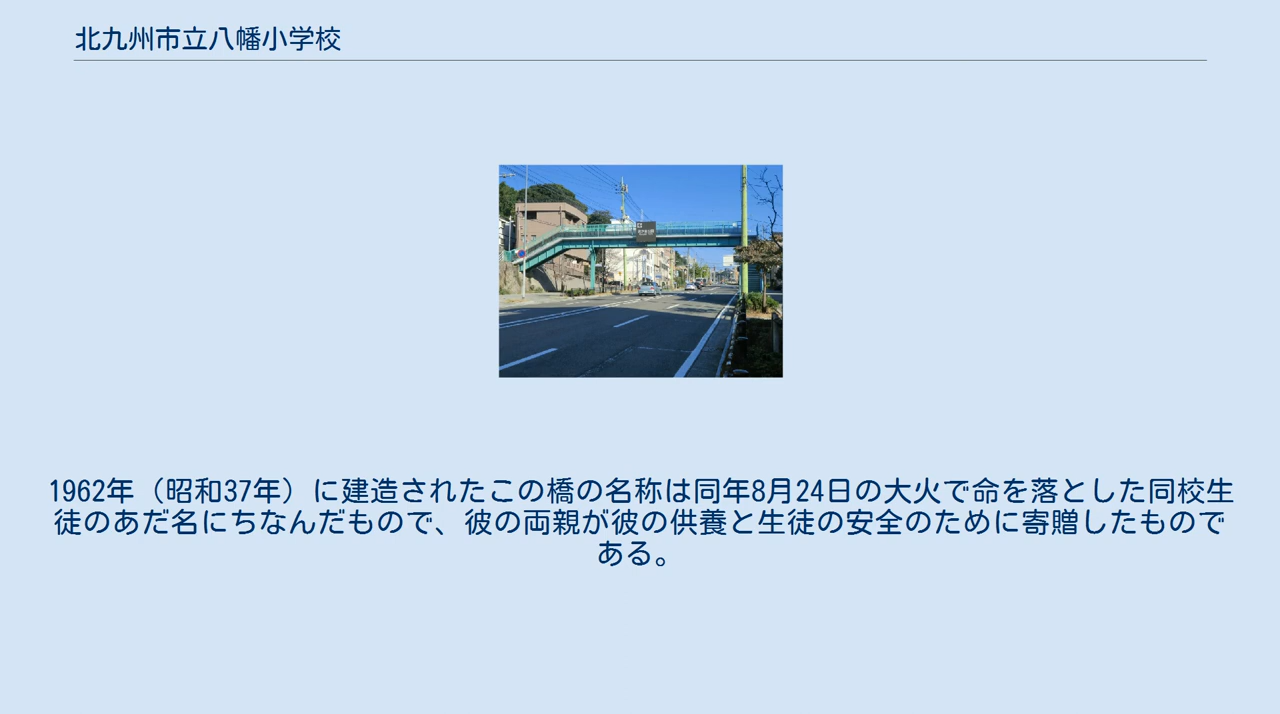 北九州市立八幡小学校
1962年（昭和37年）に建造されたこの橋の名称は同年8月24日の大火で命を落とした同校生
徒のあだ名にちなんだもので、彼の両親が彼の供養と生徒の安全のために寄贈したもので
ある。